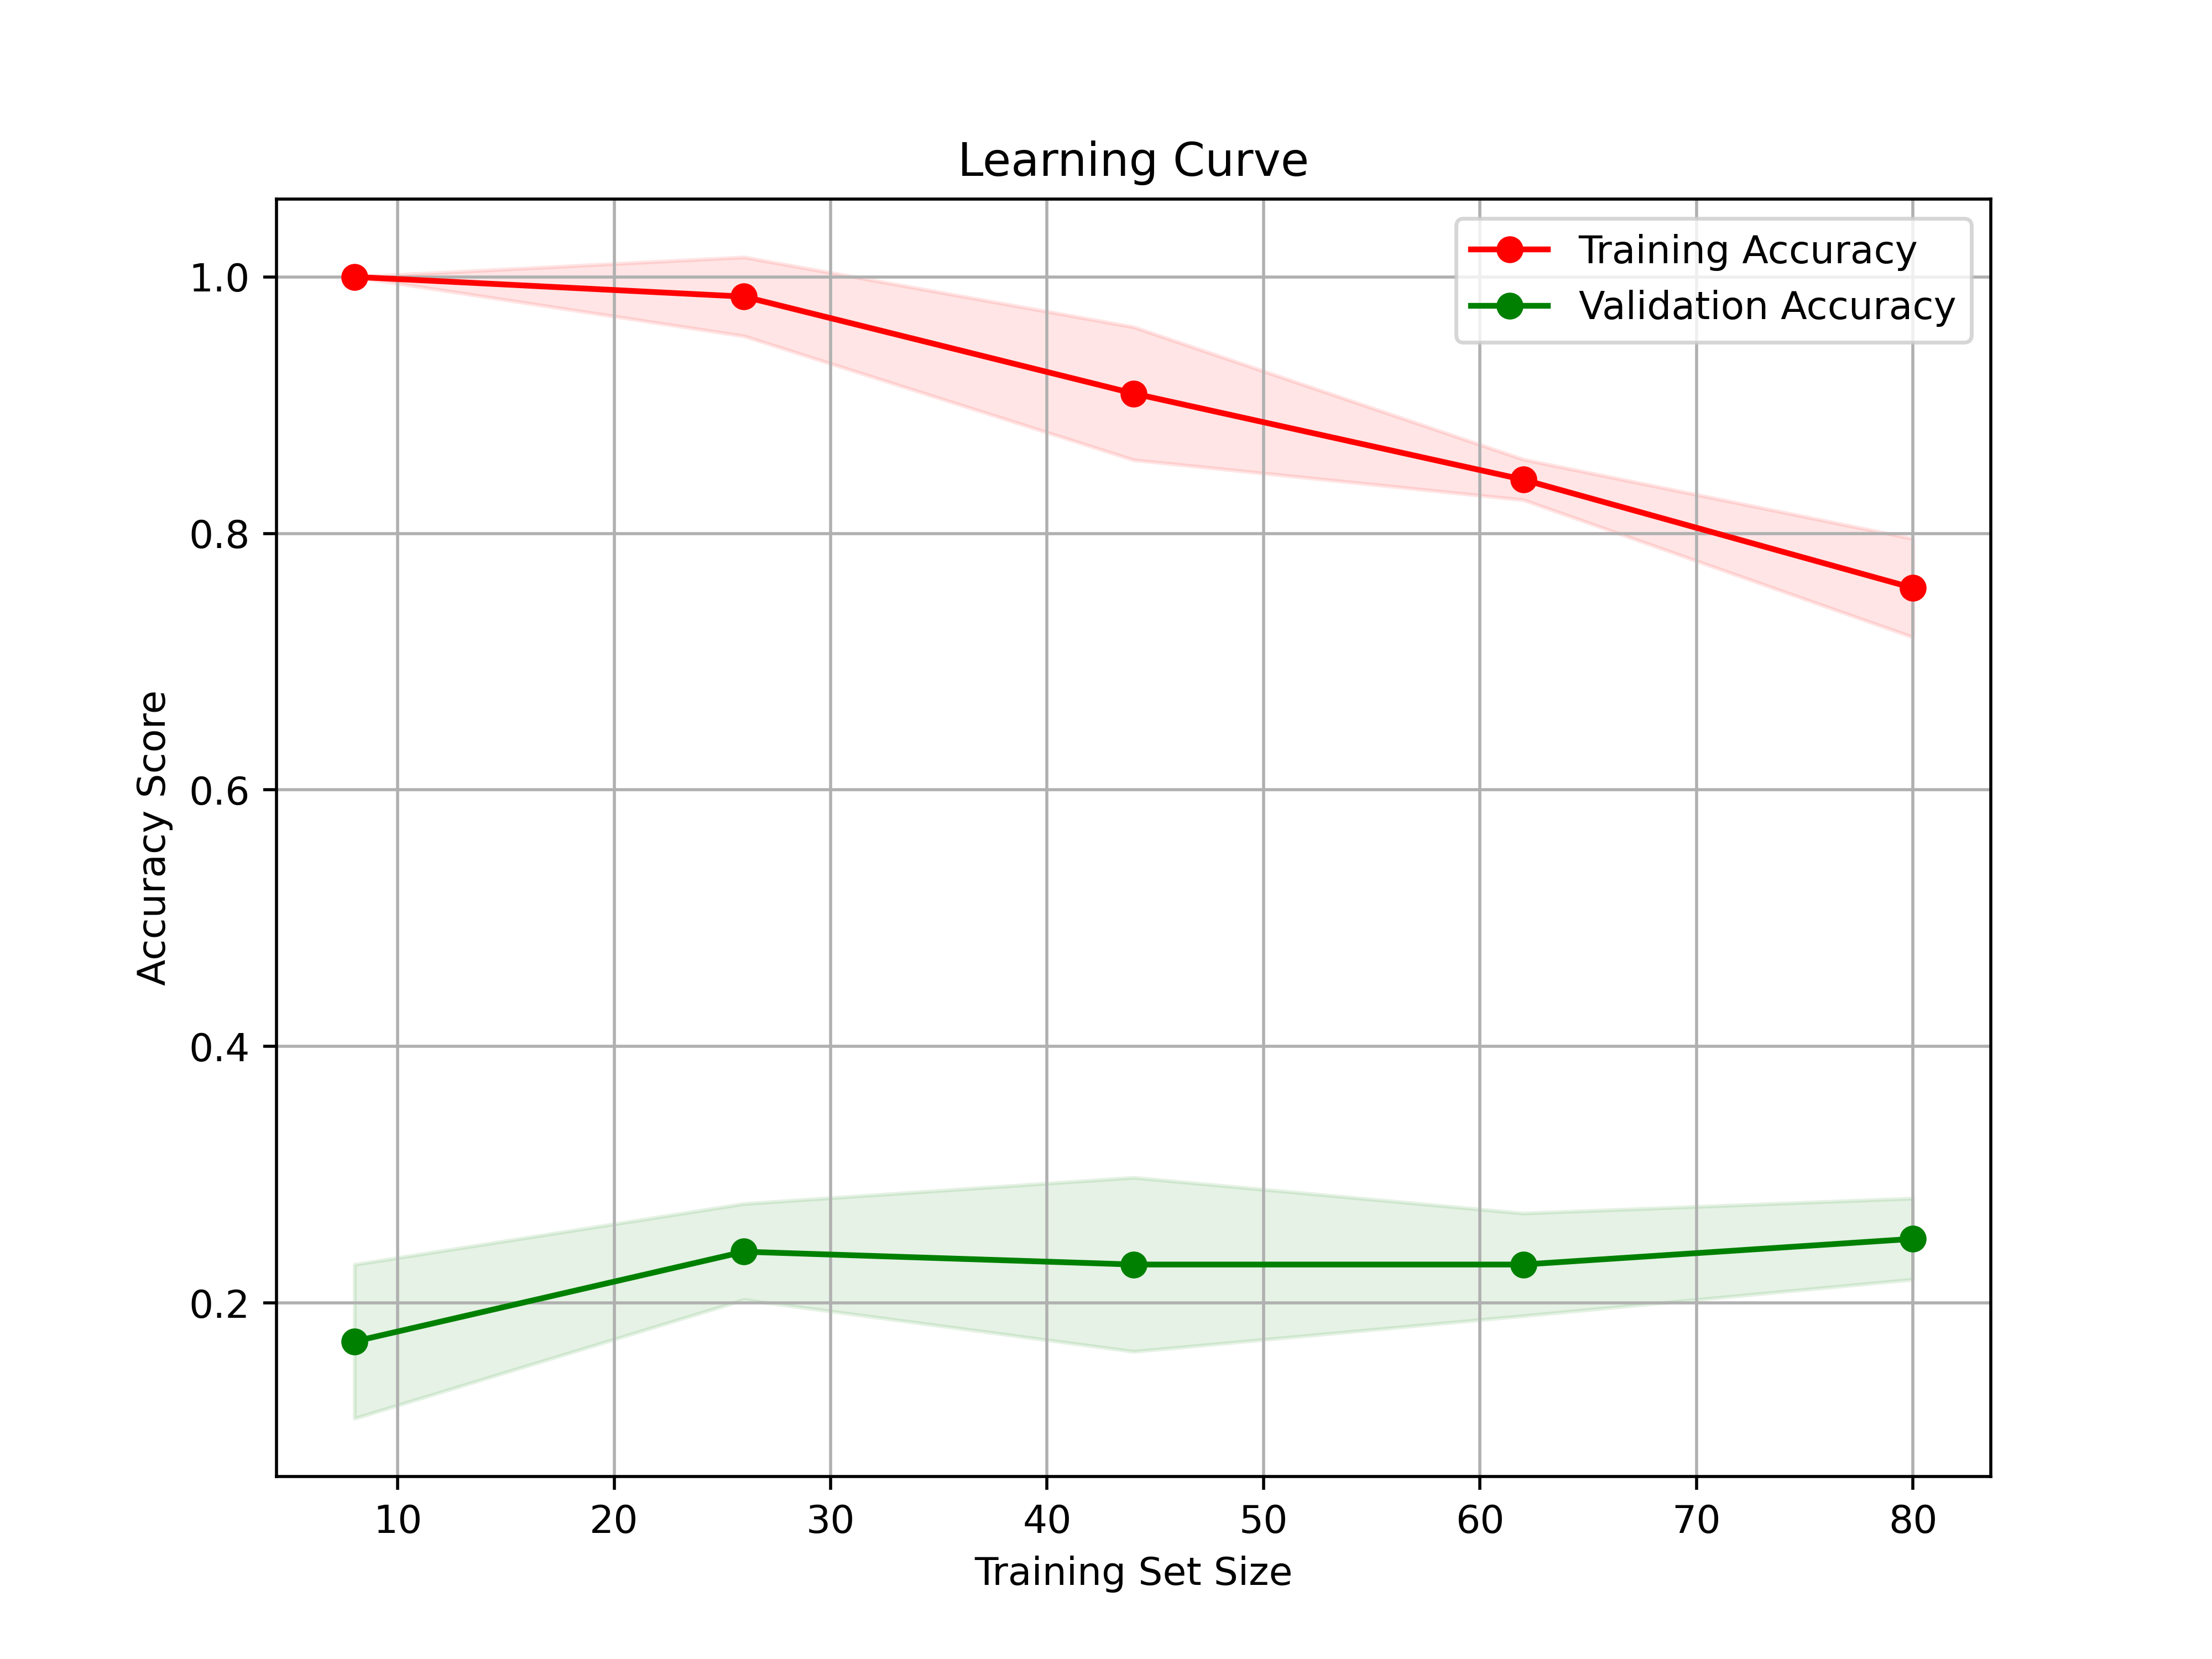 Learning Curve
Training Accuracy
Validation Accuracy
1.0
0.8
0.6
0.4
0.2
Accuracy Score
10 20 30 40 50 60 70 80
Training Set Size